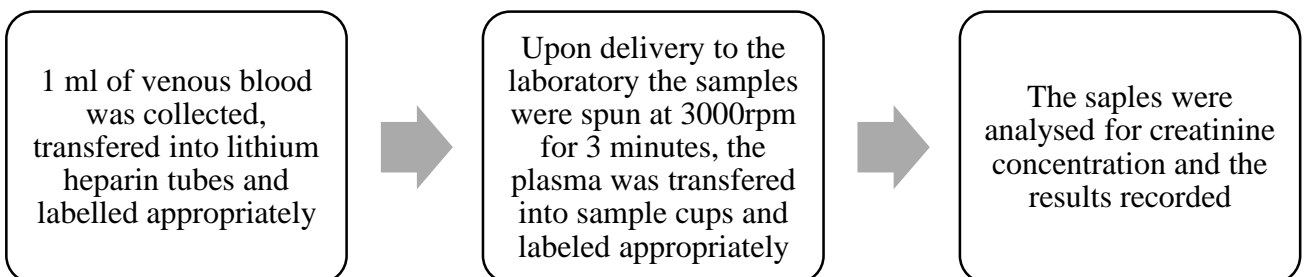 1 ml of venous blood
was collected,
transfered into lithium
heparin tubes and
labelled appropriately
Upon delivery to the
laboratory the samples
were spun at 3000rpm
for 3 minutes, the
plasma was transfered
into sample cups and
labeled appropriately
The saples were
analysed for creatinine
concentration and the
results recorded